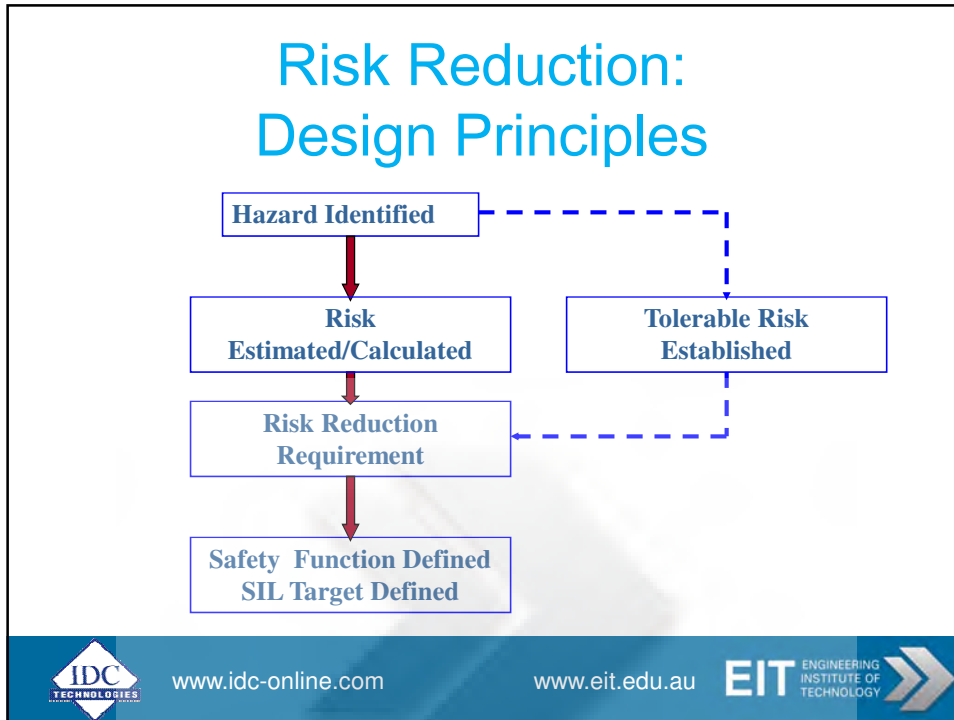 Risk Reduction:
Design Principles
Hazard Identified
Risk
Estimated/Calculated
Tolerable Risk
Established
Risk Reduction
Requirement
Safety Function Defined
SIL Target Defined
IDC
TECHNOLOGIES
www.idc-online.com
www.eit.edu.au
EIT
ENGINEERING
INSTITUTE OF
TECHNOLOGY